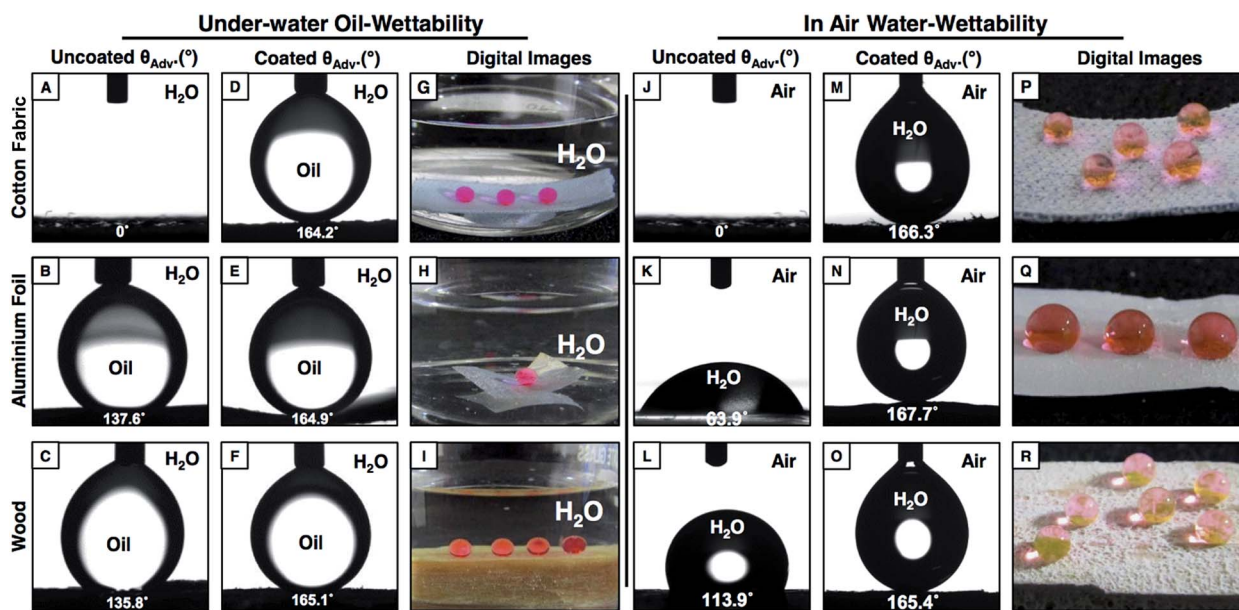 Under-water Oil-Wettability
In Air Water-Wettability
Uncoated θAdv.(°)
Coated θAdv.(°)
Digital Images
Uncoated θAdv.(°)
Coated θAdv.(°)
Digital Images
Cotton Fabric
A
H₂O
0°
D
H₂O
Oil
164.2°
G
H₂O
J
Air
0°
M
Air
H₂O
166.3°
P
Aluminium Foil
B
H₂O
Oil
137.6°
E
H₂O
Oil
164.9°
H
H₂O
K
Air
H₂O
63.9°
N
Air
H₂O
167.7°
Q
Wood
C
H₂O
Oil
135.8°
F
H₂O
Oil
165.1°
I
H₂O
L
Air
H₂O
113.9°
O
Air
H₂O
165.4°
R